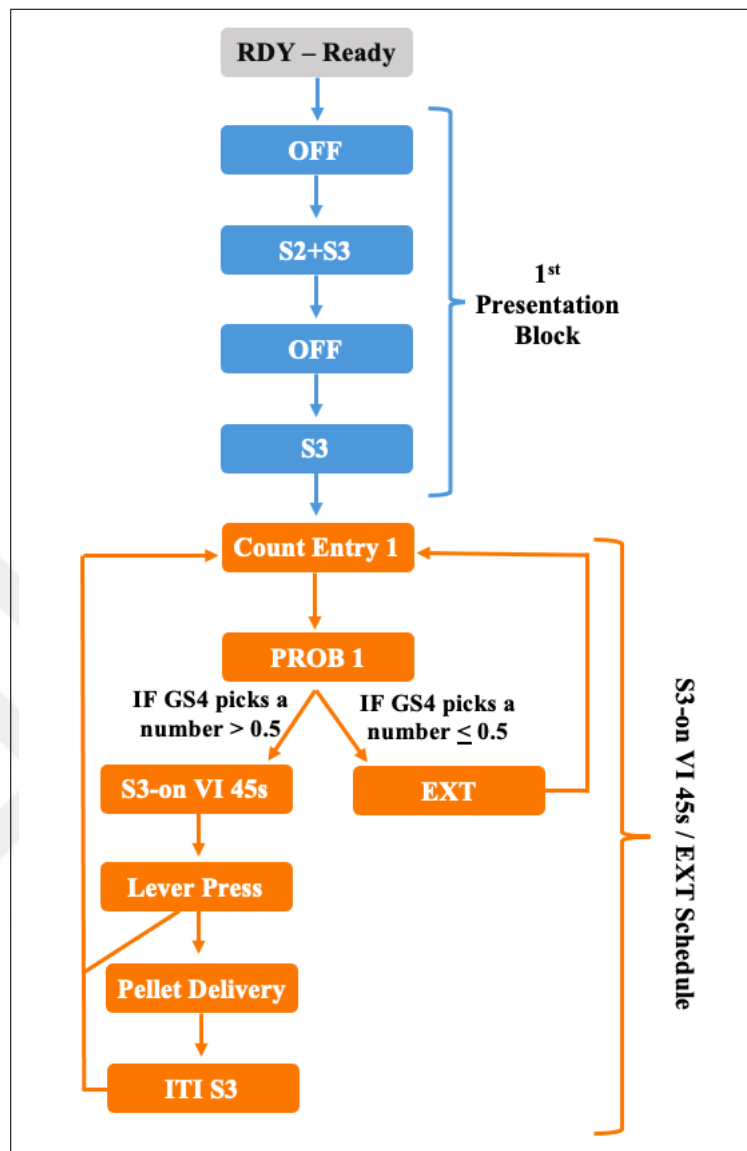 RDY – Ready
OFF
S2+S3
OFF
S3
1st
Presentation
Block
Count Entry 1
PROB 1
IF GS4 picks a
number > 0.5
IF GS4 picks a
number ≤ 0.5
S3-on VI 45s
EXT
Lever Press
Pellet Delivery
ITI S3
S3-on VI 45s / EXT Schedule